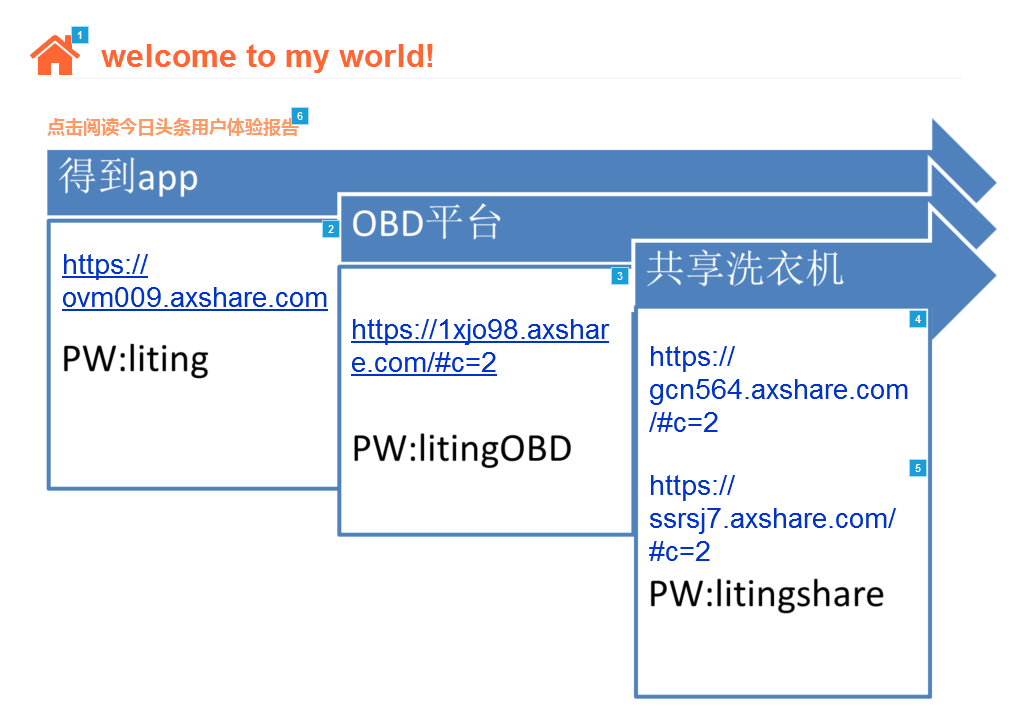 1
welcome to my world!
点击阅读今日头条用户体验报告
6
得到app
2
https://
ovm009.axshare.com
PW:liting
OBD平台
3
https://1xjo98.axshar
e.com/#c=2
PW:litingOBD
共享洗衣机
4
https://
gcn564.axshare.com
/#c=2
5
https://
ssrsj7.axshare.com/
#c=2
PW:litingshare